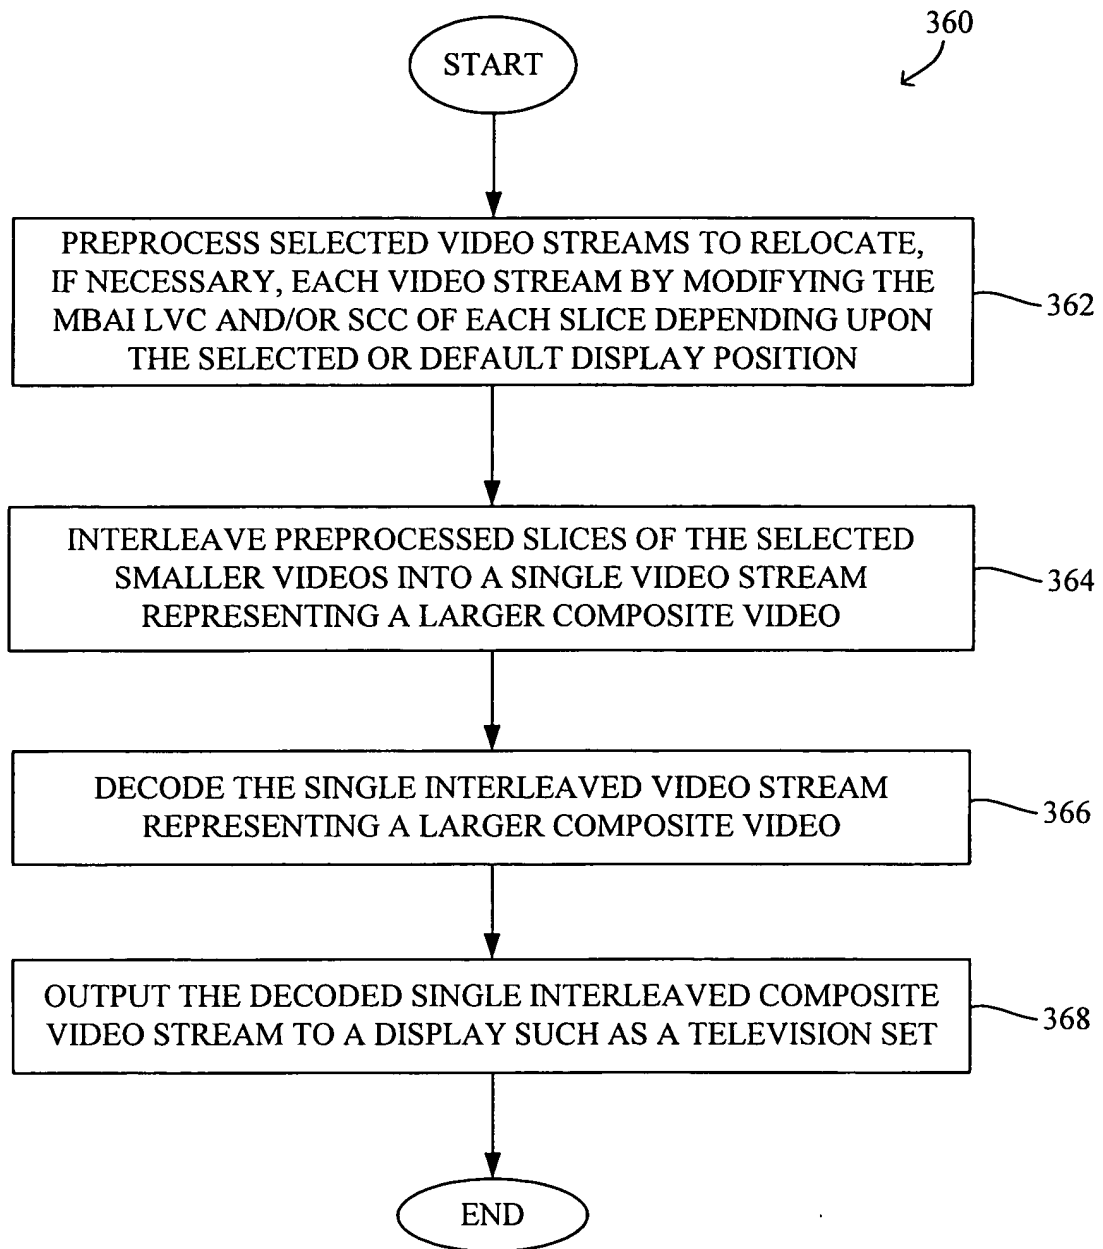 360
START
PREPROCESS SELECTED VIDEO STREAMS TO RELOCATE,
IF NECESSARY, EACH VIDEO STREAM BY MODIFYING THE
MBAI LVC AND/OR SCC OF EACH SLICE DEPENDING UPON
THE SELECTED OR DEFAULT DISPLAY POSITION
362
INTERLEAVE PREPROCESSED SLICES OF THE SELECTED
SMALLER VIDEOS INTO A SINGLE VIDEO STREAM
REPRESENTING A LARGER COMPOSITE VIDEO
364
DECODE THE SINGLE INTERLEAVED VIDEO STREAM
REPRESENTING A LARGER COMPOSITE VIDEO
366
OUTPUT THE DECODED SINGLE INTERLEAVED COMPOSITE
VIDEO STREAM TO A DISPLAY SUCH AS A TELEVISION SET
368
END